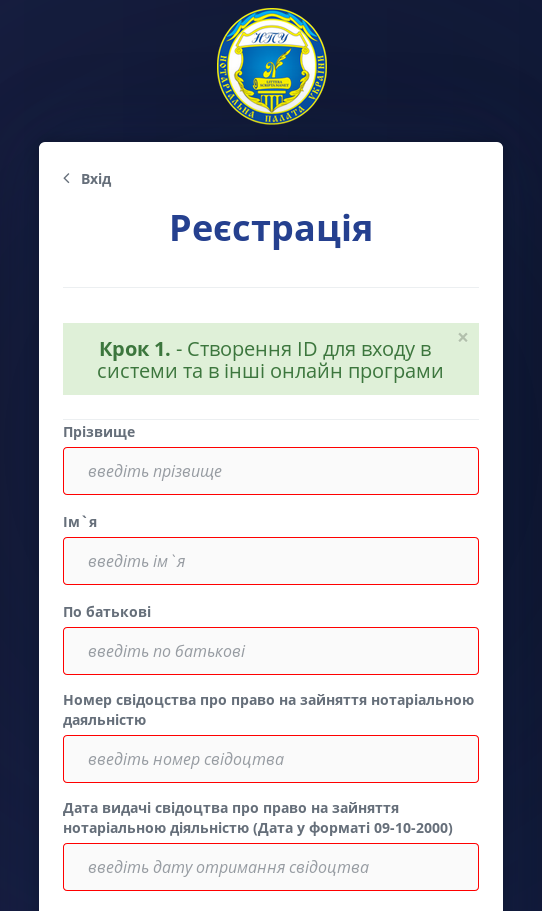 НПУ
НОТАРІАЛЬНА ПАЛАТА УКРАЇНИ
Вхід
Реєстрація
×
Крок 1. - Створення ID для входу в
системи та в інші онлайн програми
Прізвище
введіть прізвище
Ім`я
введіть ім`я
По батькові
введіть по батькові
Номер свідоцства про право на зайняття нотаріальною
даяльністю
введіть номер свідоцтва
Дата видачі свідоцтва про право на зайняття
нотаріальною діяльністю (Дата у форматі 09-10-2000)
введіть дату отримання свідоцтва